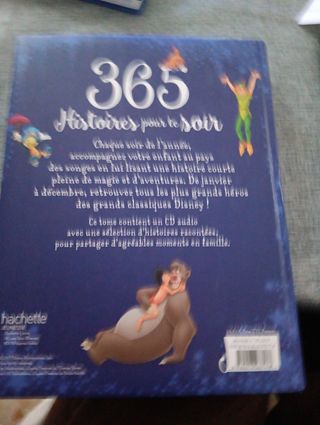 365
Histoires pour le soir
Chaque soir de l'année,
accompagnez votre enfant au pays
des songes en lui lisant une histoire courte
pleine de magie et d'aventures. De janvier
à décembre, retrouvez tous les plus grands héros
des grands classiques Disney !
Ce tome contient un CD audio
avec une sélection d'histoires racontées,
pour partager d'agréables moments en famille.
hachette
JEUNESSE